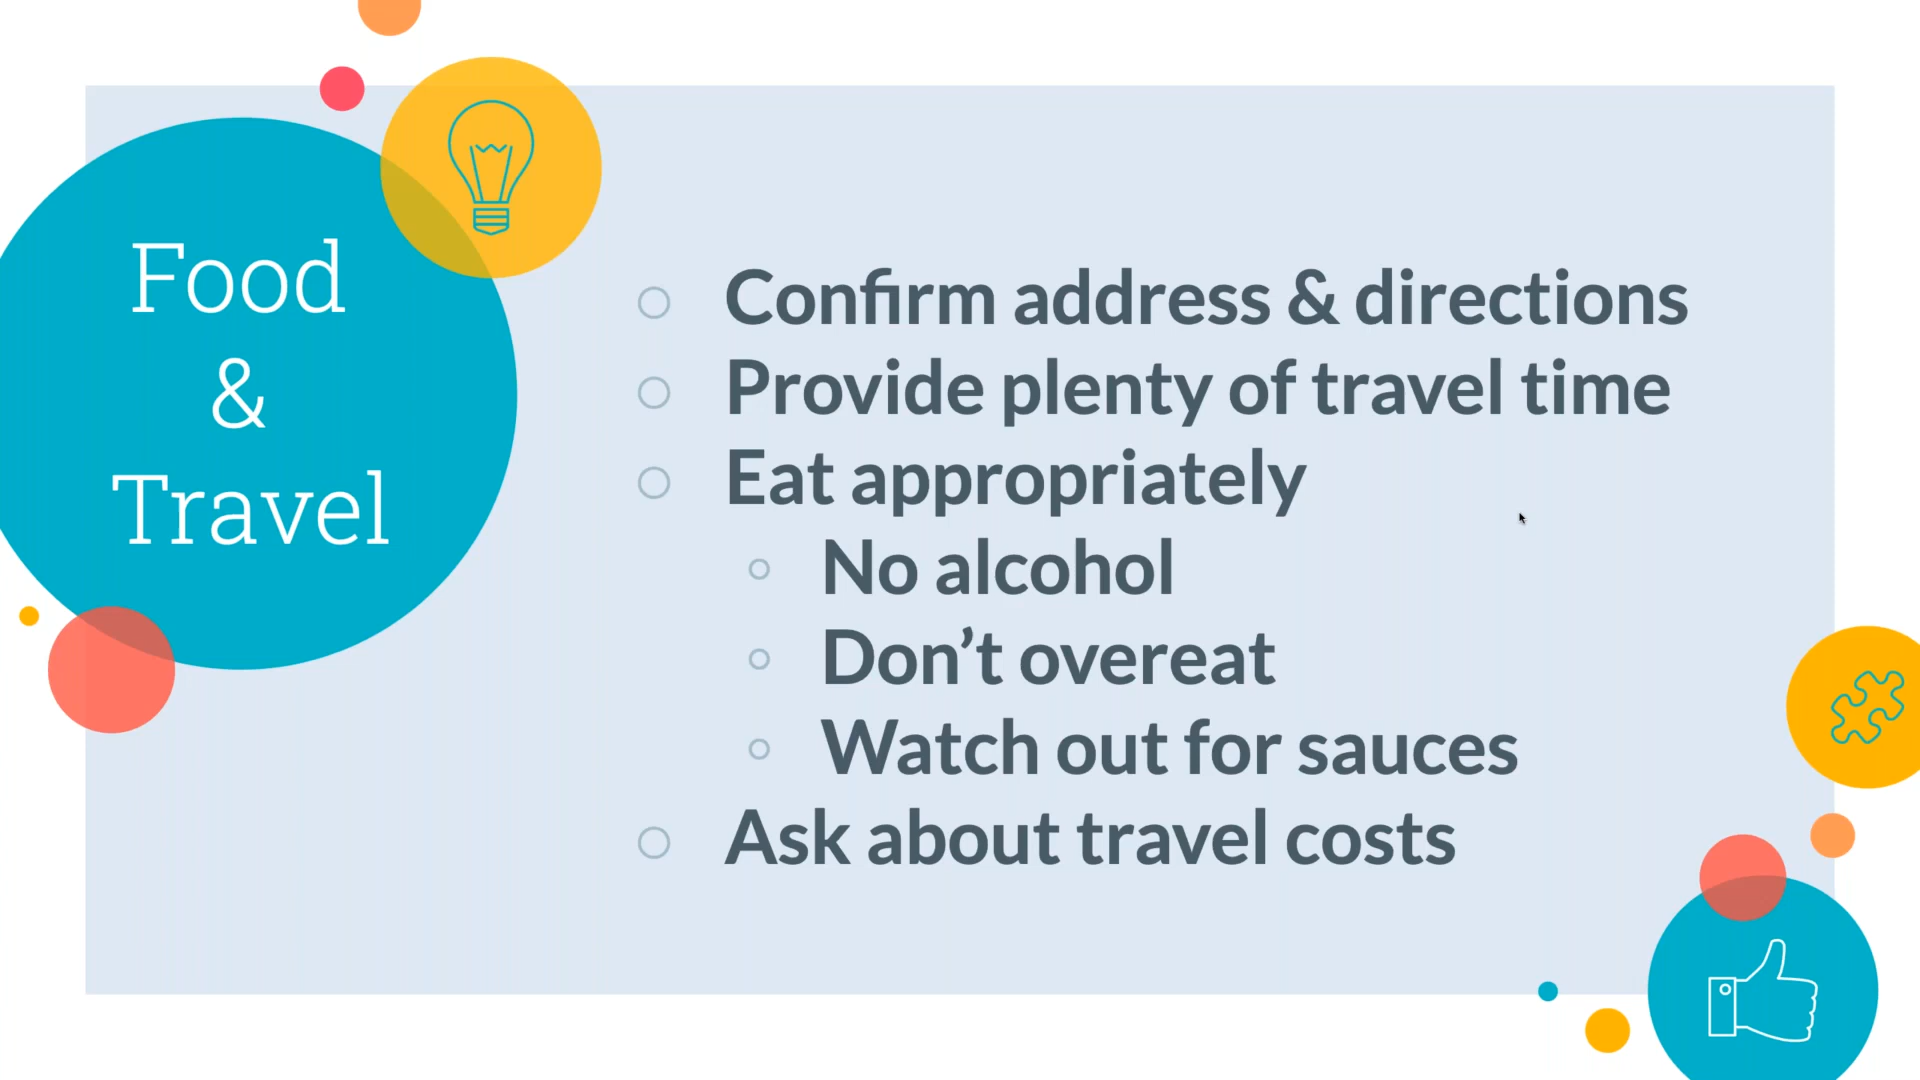 Food
&
Travel
Confirm address & directions
Provide plenty of travel time
Eat appropriately
No alcohol
Don’t overeat
Watch out for sauces
Ask about travel costs